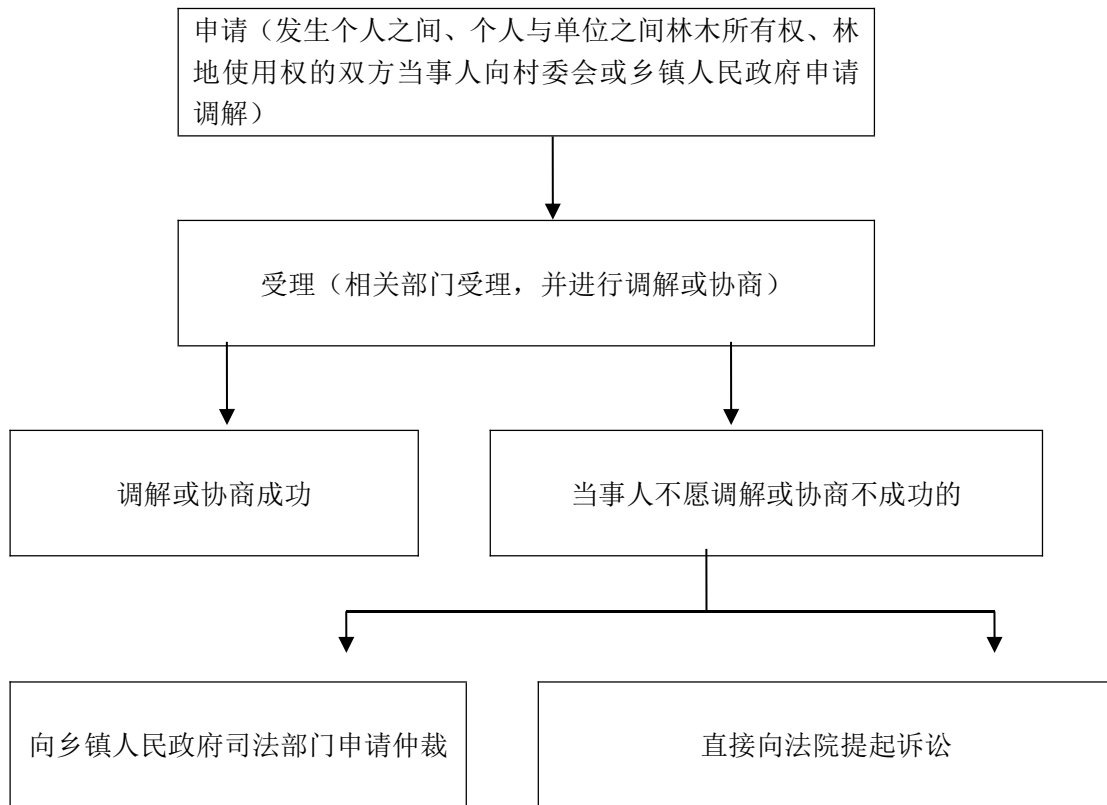 申请（发生个人之间、个人与单位之间林木所有权、林
地使用权的双方当事人向村委会或乡镇人民政府申请
调解）
受理（相关部门受理，并进行调解或协商）
调解或协商成功
当事人不愿调解或协商不成功的
向乡镇人民政府司法部门申请仲裁
直接向法院提起诉讼